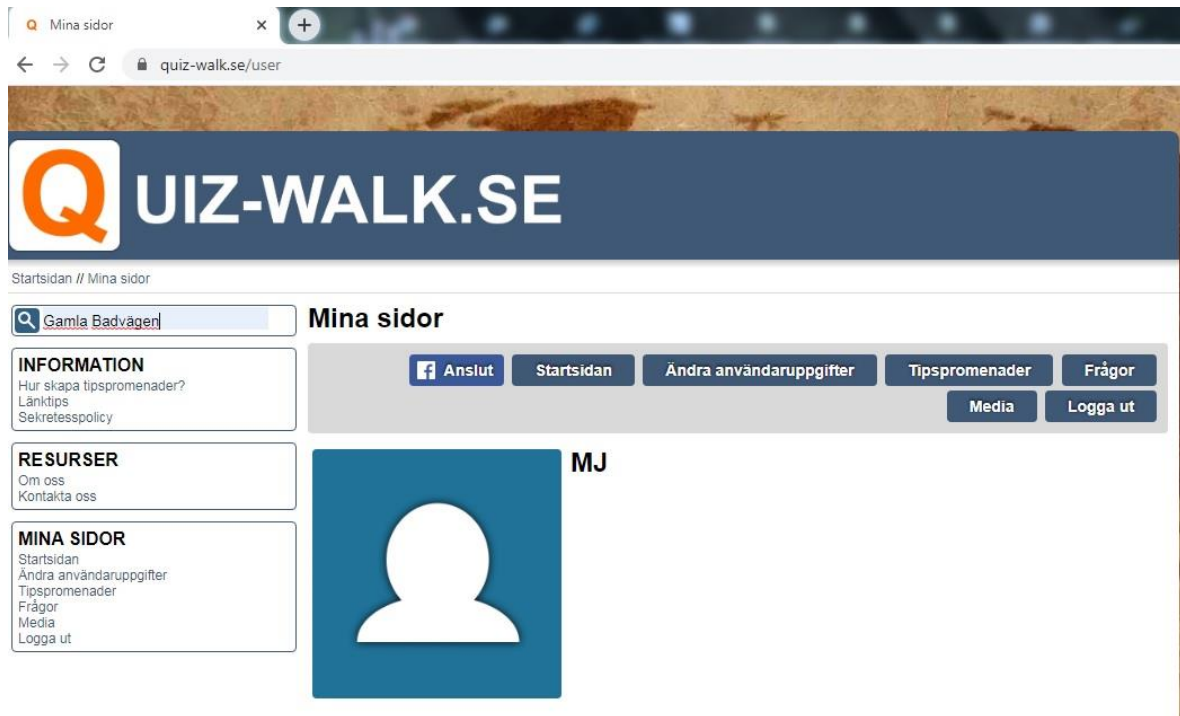 Q Mina sidor
quiz-walk.se/user
QUIZ-WALK.SE
Startsidan // Mina sidor
Gamla Badvägen
INFORMATION
Hur skapa tipspromenader?
Länktips
Sekretesspolicy
RESURSER
Om oss
Kontakta oss
MINA SIDOR
Startsidan
Ändra användaruppgifter
Tipspromenader
Frågor
Media
Logga ut
Mina sidor
f Anslut Startsidan Ändra användaruppgifter Tipspromenader Frågor
Media Logga ut
MJ